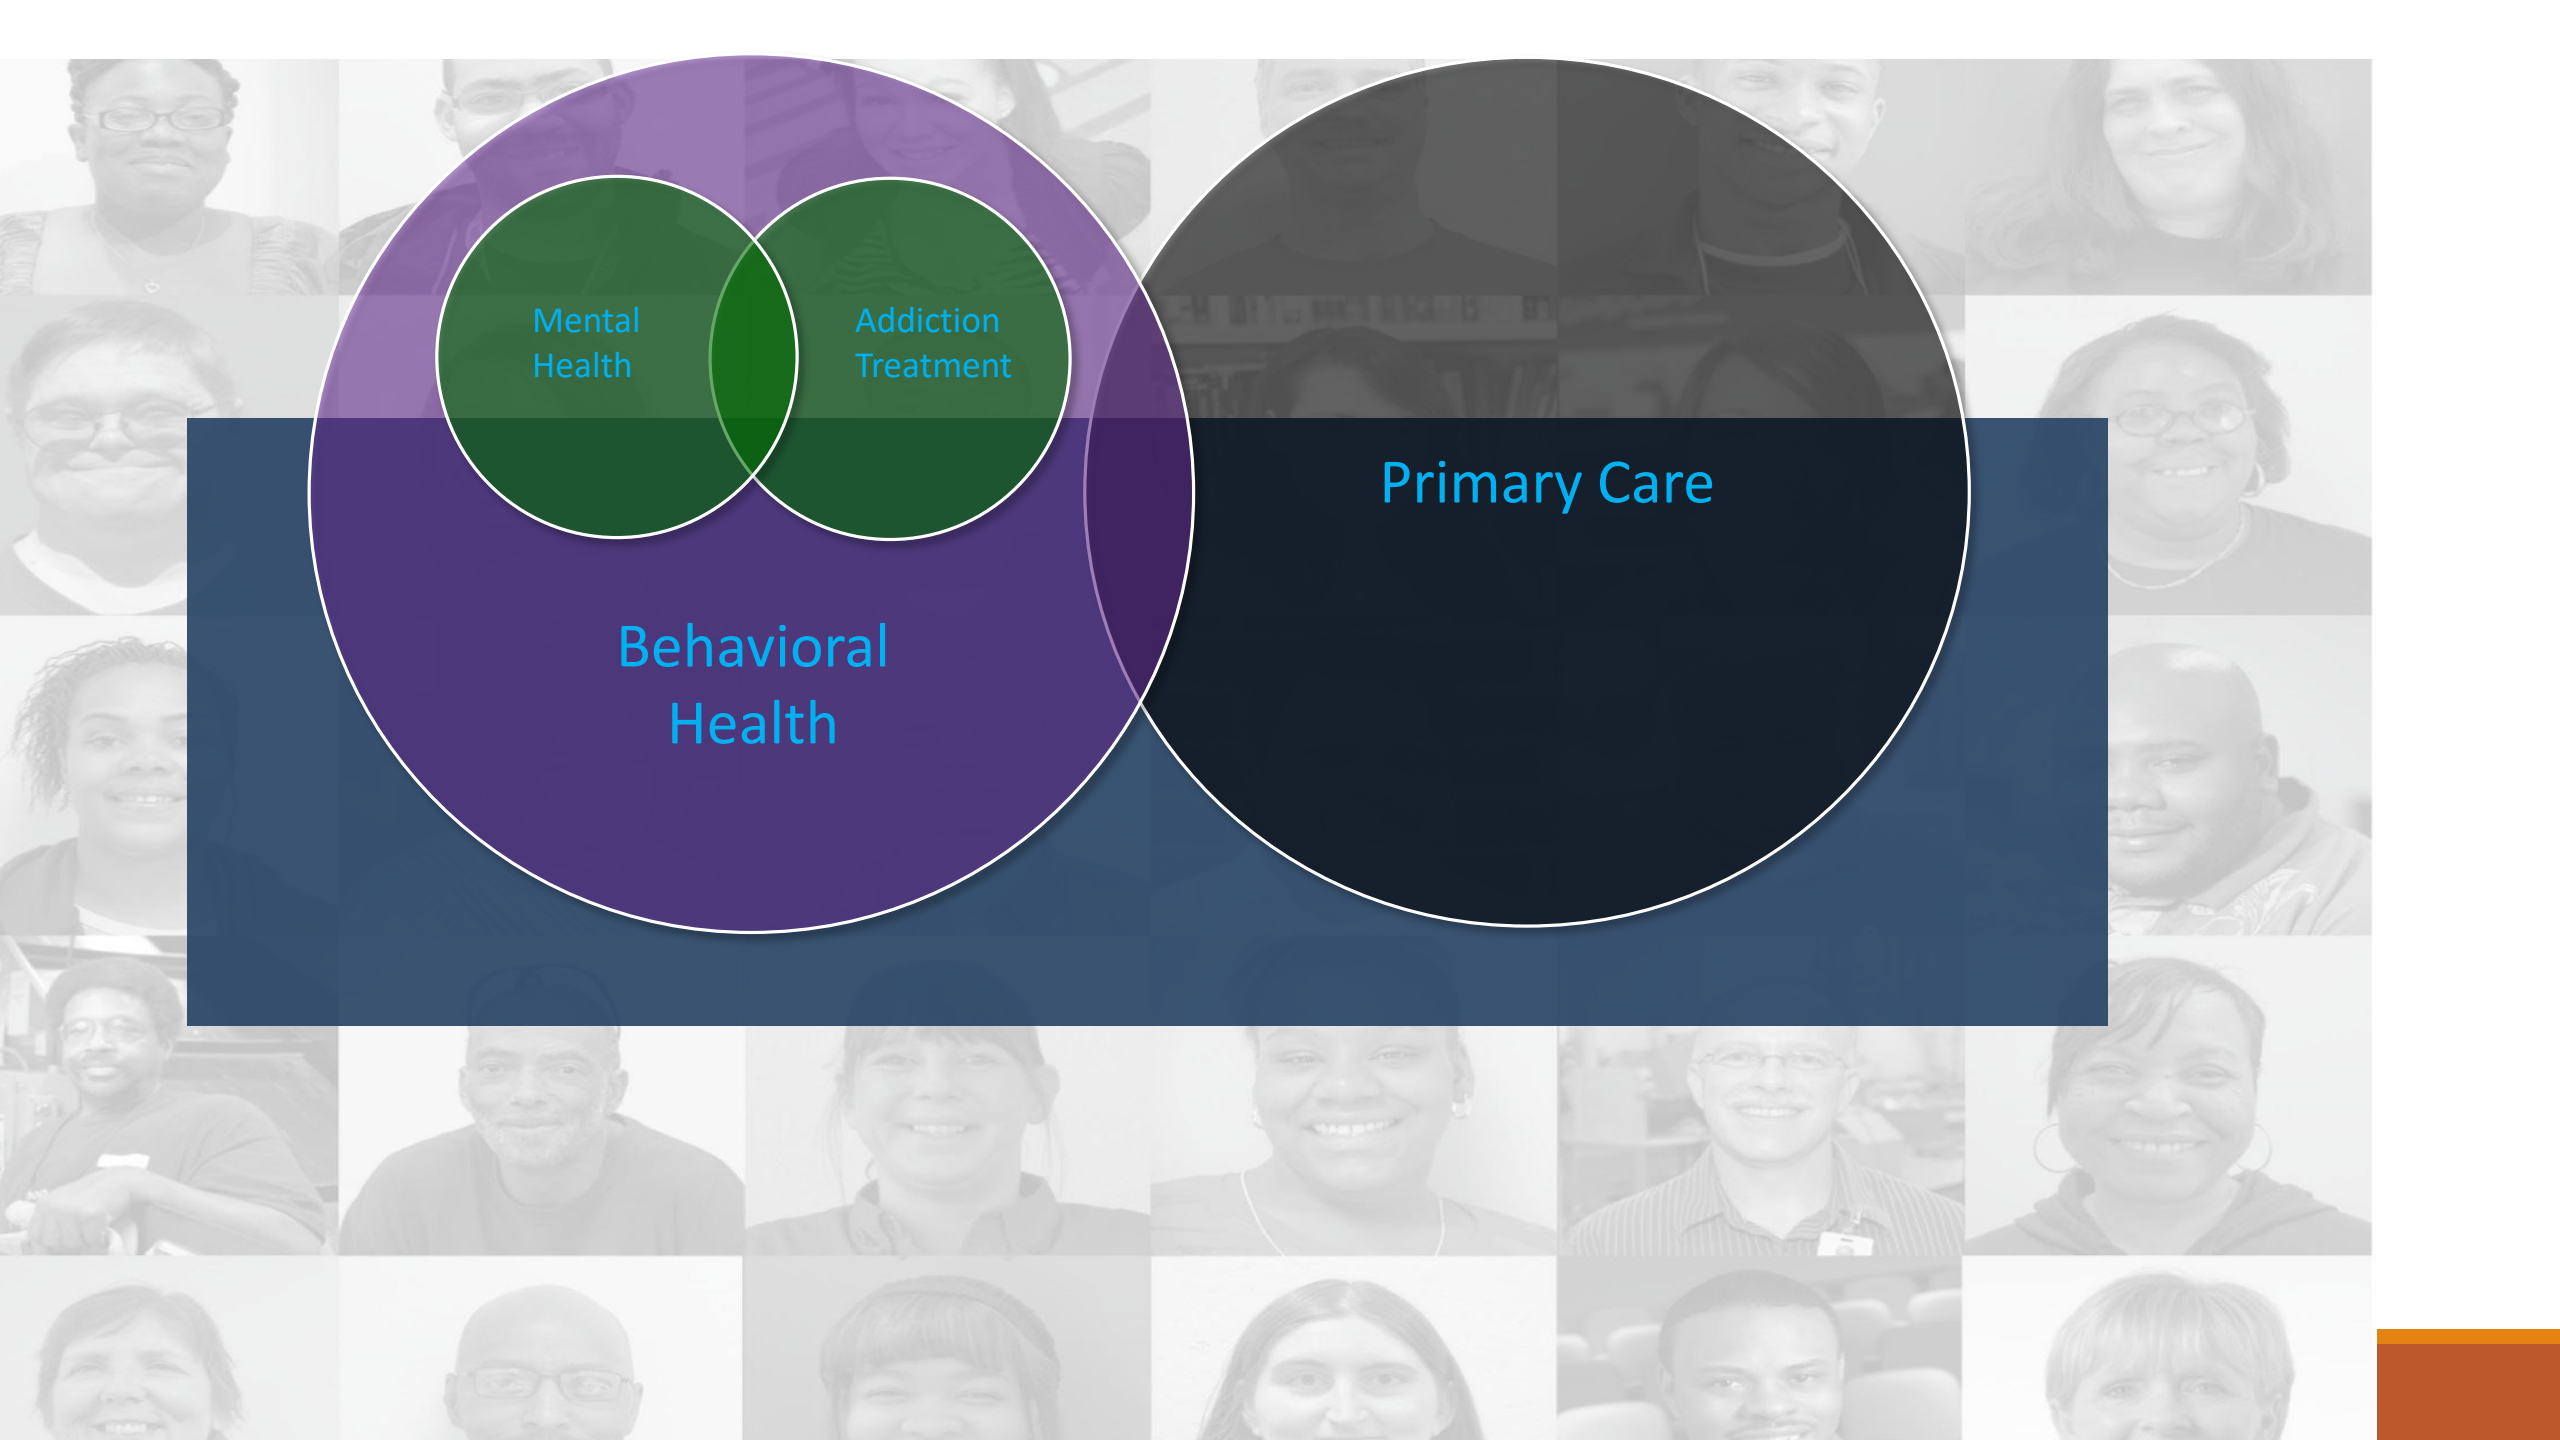 Mental
Health
Addiction
Treatment
Primary Care
Behavioral
Health